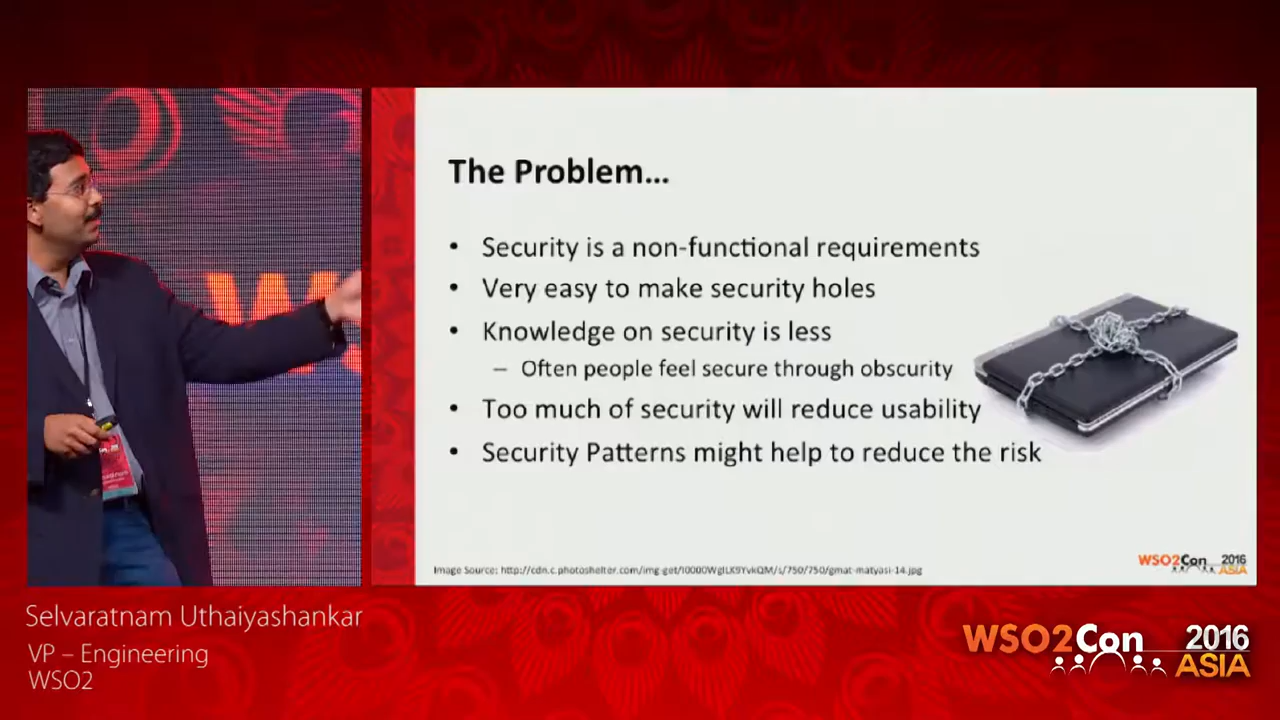 The Problem...
• Security is a non-functional requirements
• Very easy to make security holes
• Knowledge on security is less
– Often people feel secure through obscurity
• Too much of security will reduce usability
• Security Patterns might help to reduce the risk
WSO2Con 2016
ASIA
Selvaratnam Uthaiyashankar
VP – Engineering
WSO2
WSO2Con 2016
ASIA